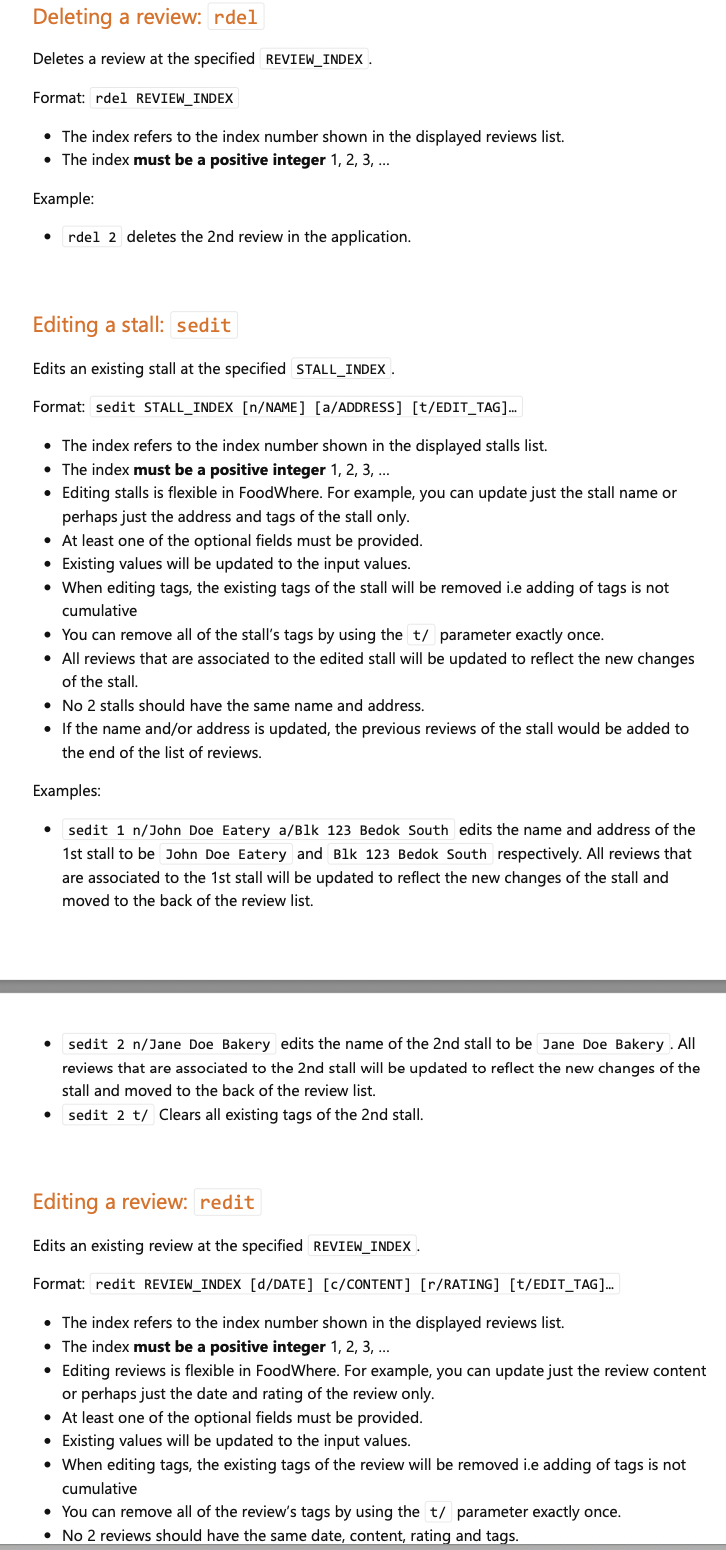 Deleting a review: rdel
Deletes a review at the specified REVIEW_INDEX.
Format: rdel REVIEW_INDEX
• The index refers to the index number shown in the displayed reviews list.
• The index must be a positive integer 1, 2, 3, …
Example:
• rdel 2 deletes the 2nd review in the application.
Editing a stall: sedit
Edits an existing stall at the specified STALL_INDEX.
Format: sedit STALL_INDEX [n/NAME] [a/ADDRESS] [t/EDIT_TAG]…
• The index refers to the index number shown in the displayed stalls list.
• The index must be a positive integer 1, 2, 3, …
• Editing stalls is flexible in FoodWhere. For example, you can update just the stall name or
perhaps just the address and tags of the stall only.
• At least one of the optional fields must be provided.
• Existing values will be updated to the input values.
• When editing tags, the existing tags of the stall will be removed i.e adding of tags is not
cumulative
• You can remove all of the stall’s tags by using the t/ parameter exactly once.
• All reviews that are associated to the edited stall will be updated to reflect the new changes
of the stall.
• No 2 stalls should have the same name and address.
• If the name and/or address is updated, the previous reviews of the stall would be added to
the end of the list of reviews.
Examples:
• sedit 1 n/John Doe Eatery a/Blk 123 Bedok South edits the name and address of the
1st stall to be John Doe Eatery and Blk 123 Bedok South respectively. All reviews that
are associated to the 1st stall will be updated to reflect the new changes of the stall and
moved to the back of the review list.
• sedit 2 n/Jane Doe Bakery edits the name of the 2nd stall to be Jane Doe Bakery. All
reviews that are associated to the 2nd stall will be updated to reflect the new changes of the
stall and moved to the back of the review list.
• sedit 2 t/ Clears all existing tags of the 2nd stall.
Editing a review: redit
Edits an existing review at the specified REVIEW_INDEX.
Format: redit REVIEW_INDEX [d/DATE] [c/CONTENT] [r/RATING] [t/EDIT_TAG]…
• The index refers to the index number shown in the displayed reviews list.
• The index must be a positive integer 1, 2, 3, …
• Editing reviews is flexible in FoodWhere. For example, you can update just the review content
or perhaps just the date and rating of the review only.
• At least one of the optional fields must be provided.
• Existing values will be updated to the input values.
• When editing tags, the existing tags of the review will be removed i.e adding of tags is not
cumulative
• You can remove all of the review’s tags by using the t/ parameter exactly once.
• No 2 reviews should have the same date, content, rating and tags.